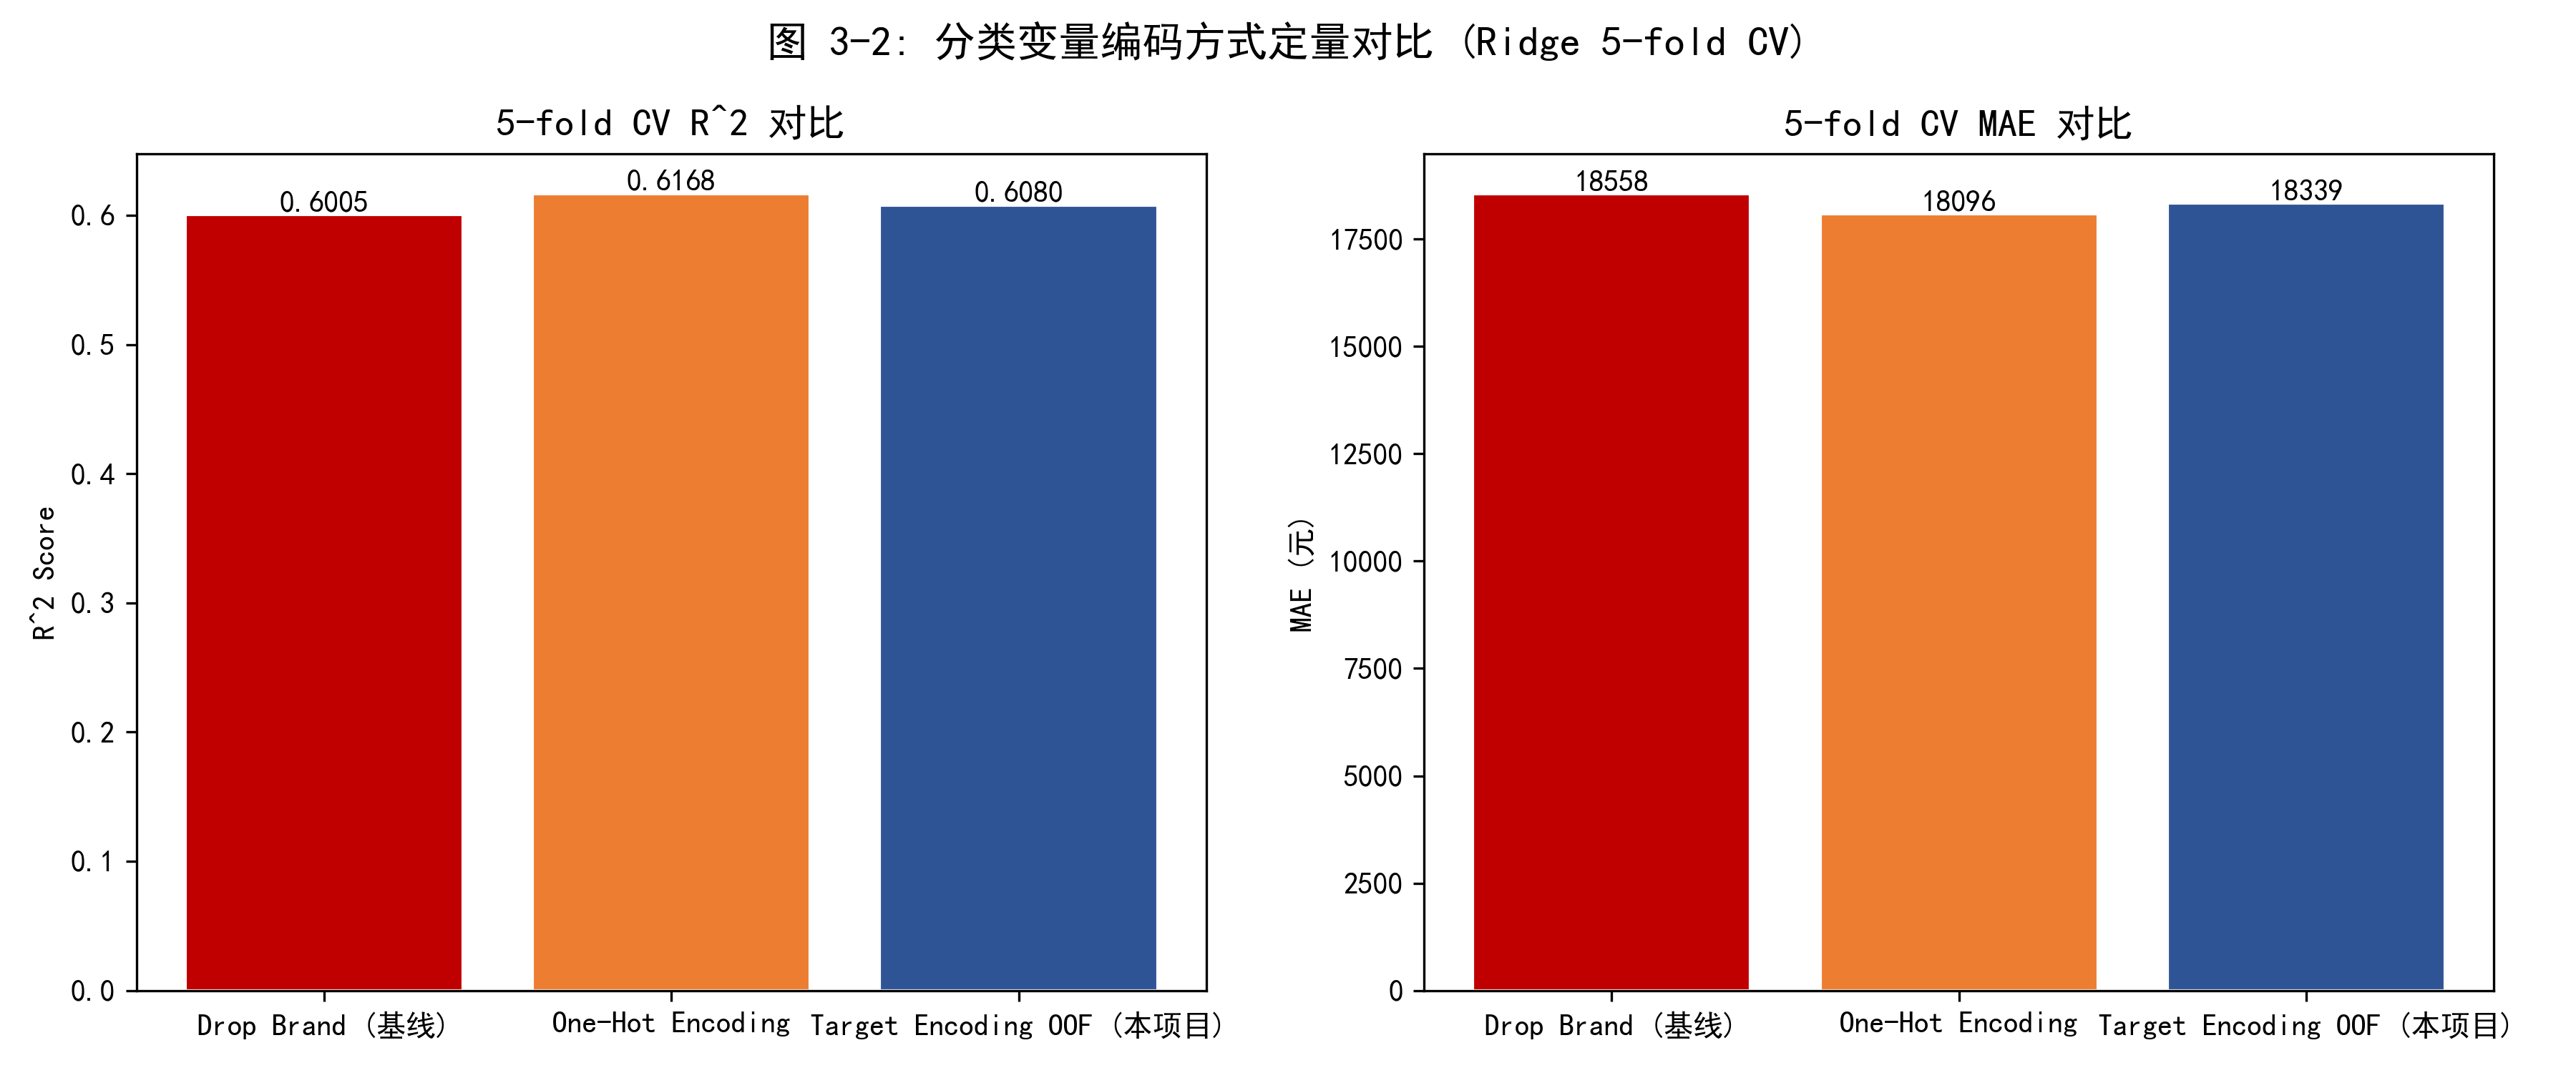 图 3-2: 分类变量编码方式定量对比 (Ridge 5-fold CV)
5-fold CV R^2 对比
R^2 Score
0.6
0.5
0.4
0.3
0.2
0.1
0.0
0.6005
0.6168
0.6080
Drop Brand (基线)
One-Hot Encoding
Target Encoding OOF (本项目)
5-fold CV MAE 对比
MAE (元)
17500
15000
12500
10000
7500
5000
2500
0
18558
18096
18339
Drop Brand (基线)
One-Hot Encoding
Target Encoding OOF (本项目)